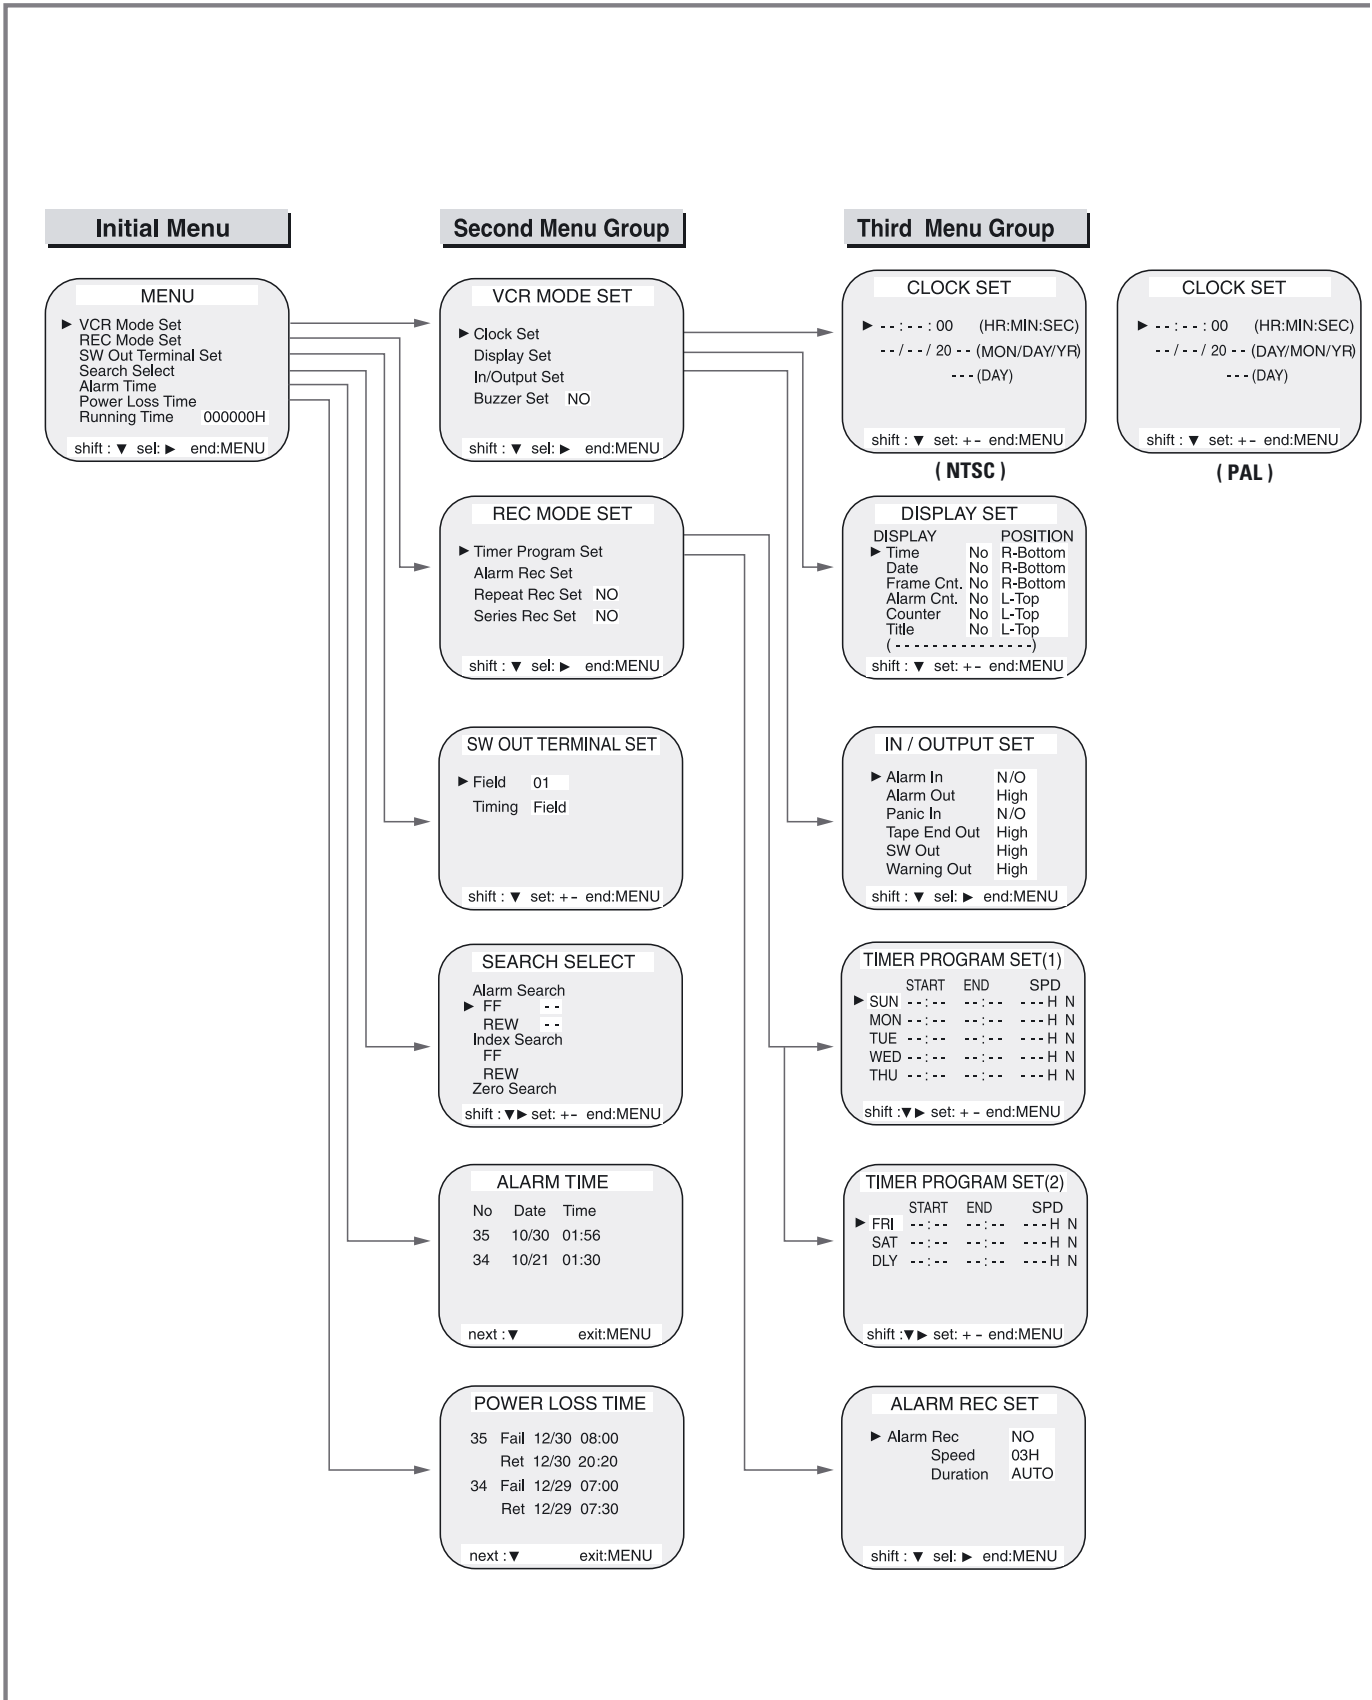 Initial Menu
Second Menu Group
Third Menu Group
MENU
► VCR Mode Set
REC Mode Set
SW Out Terminal Set
Search Select
Alarm Time
Power Loss Time
Running Time 000000H
shift : ▼ sel: ► end:MENU
VCR MODE SET
► Clock Set
Display Set
In/Output Set
Buzzer Set NO
shift : ▼ sel: ► end:MENU
CLOCK SET
► - - : - - : 00 (HR:MIN:SEC)
- - / - - / 20 - - (MON/DAY/YR)
- - - (DAY)
shift : ▼ set: + - end:MENU
( NTSC )
CLOCK SET
► - - : - - : 00 (HR:MIN:SEC)
- - / - - / 20 - - (DAY/MON/YR)
- - - (DAY)
shift : ▼ set: + - end:MENU
( PAL )
REC MODE SET
► Timer Program Set
Alarm Rec Set
Repeat Rec Set NO
Series Rec Set NO
shift : ▼ sel: ► end:MENU
DISPLAY SET
DISPLAY POSITION
► Time No R-Bottom
Date No R-Bottom
Frame Cnt. No R-Bottom
Alarm Cnt. No L-Top
Counter No L-Top
Title No L-Top
( - - - - - - - - - - - - - - - )
shift : ▼ set: + - end:MENU
SW OUT TERMINAL SET
► Field 01
Timing Field
shift : ▼ set: + - end:MENU
IN / OUTPUT SET
► Alarm In N/O
Alarm Out High
Panic In N/O
Tape End Out High
SW Out High
Warning Out High
shift : ▼ sel: ► end:MENU
SEARCH SELECT
Alarm Search
► FF - -
REW - -
Index Search
FF
REW
Zero Search
shift : ▼► set: + - end:MENU
TIMER PROGRAM SET(1)
START END SPD
► SUN - - : - - - - : - - - - - H N
MON - - : - - - - : - - - - - H N
TUE - - : - - - - : - - - - - H N
WED - - : - - - - : - - - - - H N
THU - - : - - - - : - - - - - H N
shift :▼► set: + - end:MENU
ALARM TIME
No Date Time
35 10/30 01:56
34 10/21 01:30
next :▼ exit:MENU
TIMER PROGRAM SET(2)
START END SPD
► FRI - - : - - - - : - - - - - H N
SAT - - : - - - - : - - - - - H N
DLY - - : - - - - : - - - - - H N
shift :▼► set: + - end:MENU
POWER LOSS TIME
35 Fail 12/30 08:00
Ret 12/30 20:20
34 Fail 12/29 07:00
Ret 12/29 07:30
next :▼ exit:MENU
ALARM REC SET
► Alarm Rec NO
Speed 03H
Duration AUTO
shift : ▼ sel: ► end:MENU